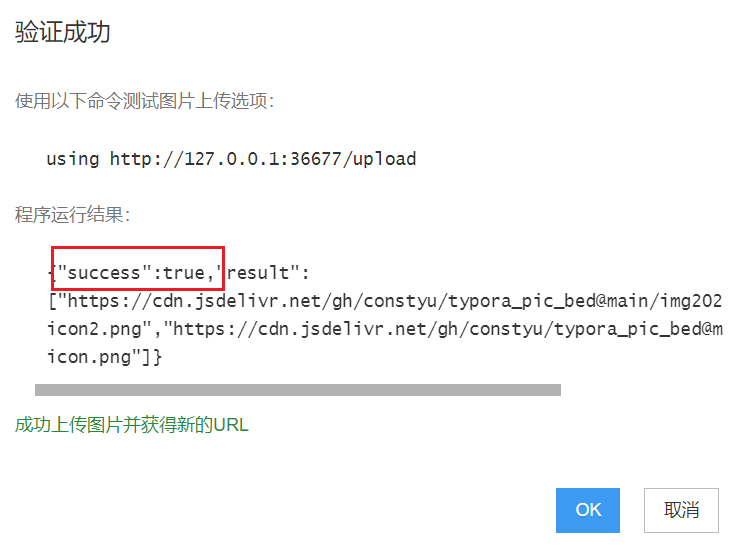 验证成功
使用以下命令测试图片上传选项：
using http://127.0.0.1:36677/upload
程序运行结果：
{"success":true,"result":
["https://cdn.jsdelivr.net/gh/constyu/typora_pic_bed@main/img202
icon2.png","https://cdn.jsdelivr.net/gh/constyu/typora_pic_bed@m
icon.png"]}
成功上传图片并获得新的URL
OK
取消